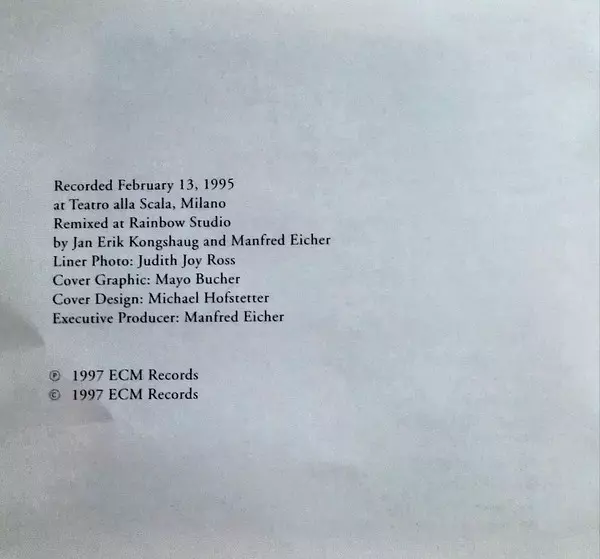 Recorded February 13, 1995
at Teatro alla Scala, Milano
Remixed at Rainbow Studio
by Jan Erik Kongshaug and Manfred Eicher
Liner Photo: Judith Joy Ross
Cover Graphic: Mayo Bucher
Cover Design: Michael Hofstetter
Executive Producer: Manfred Eicher
℗ 1997 ECM Records
© 1997 ECM Records